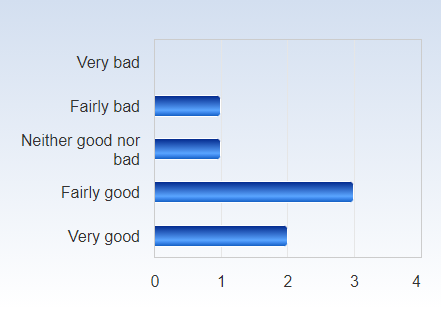 Very bad
Fairly bad
Neither good nor
bad
Fairly good
Very good
0 1 2 3 4